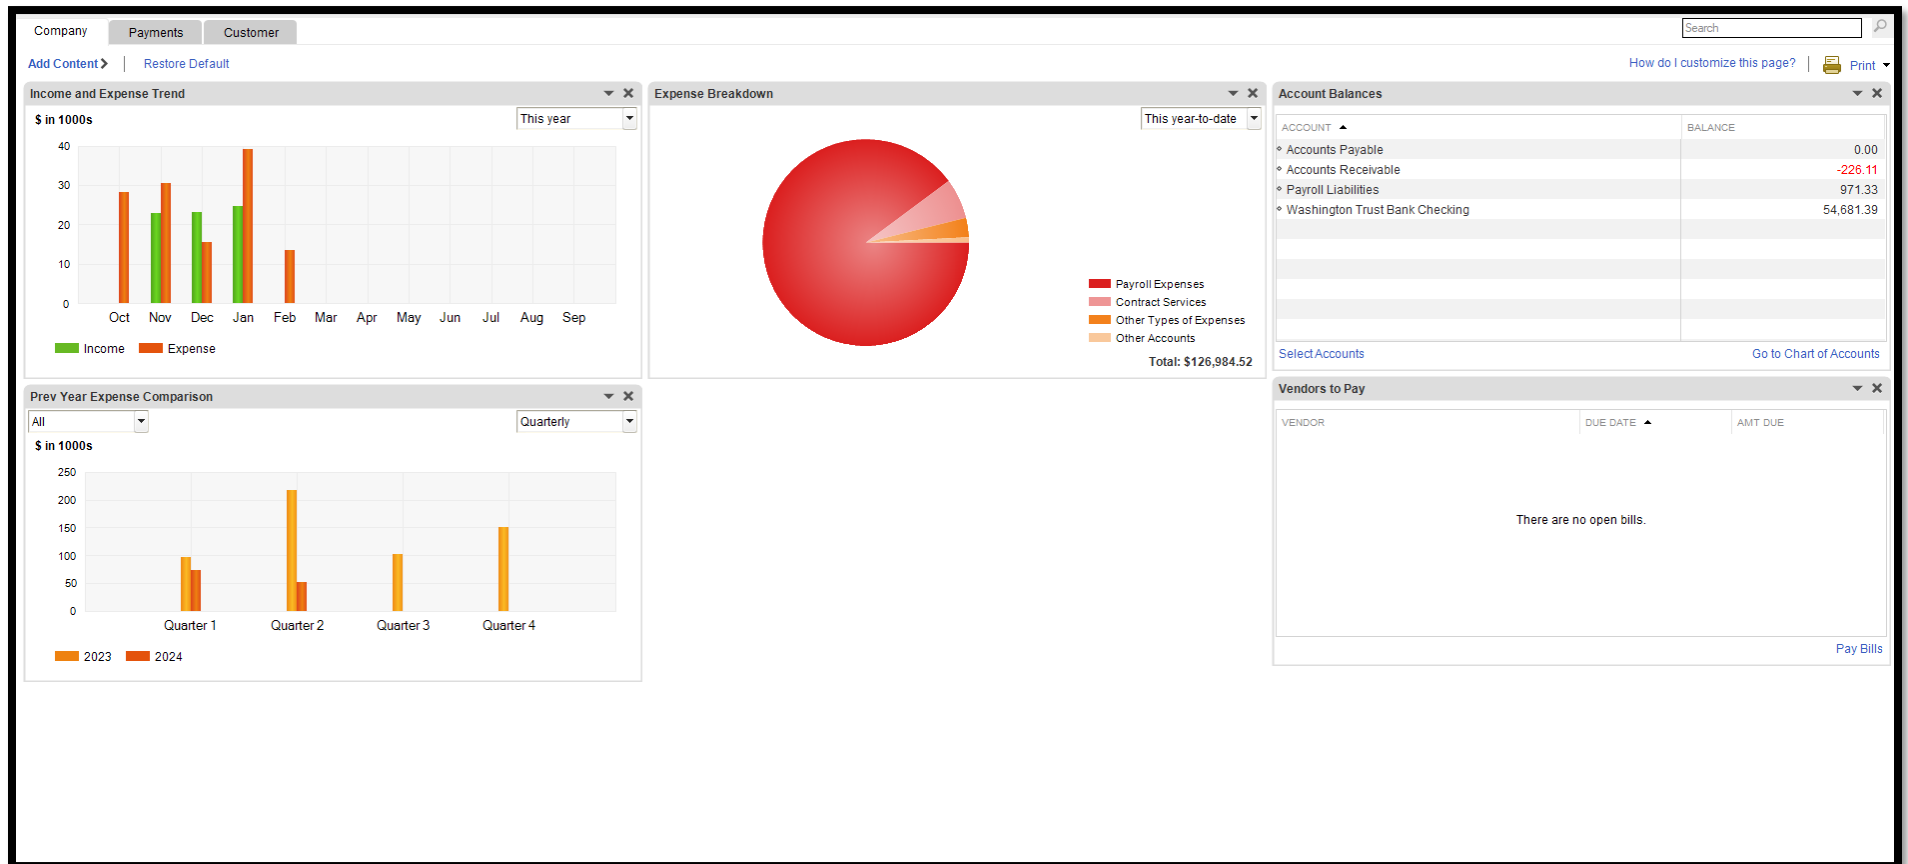 Company Payments Customer Search
Add Content Restore Default How do I customize this page? Print
Income and Expense Trend
$ in 1000s This year
40
30
20
10
0
Oct Nov Dec Jan Feb Mar Apr May Jun Jul Aug Sep
Income Expense
Expense Breakdown
This year-to-date
Payroll Expenses
Contract Services
Other Types of Expenses
Other Accounts
Total: $126,984.52
Account Balances
ACCOUNT BALANCE
Accounts Payable 0.00
Accounts Receivable -226.11
Payroll Liabilities 971.33
Washington Trust Bank Checking 54,681.39
Select Accounts Go to Chart of Accounts
Prev Year Expense Comparison
All Quarterly
$ in 1000s
250
200
150
100
50
0
Quarter 1 Quarter 2 Quarter 3 Quarter 4
2023 2024
Vendors to Pay
VENDOR DUE DATE AMT DUE
There are no open bills.
Pay Bills